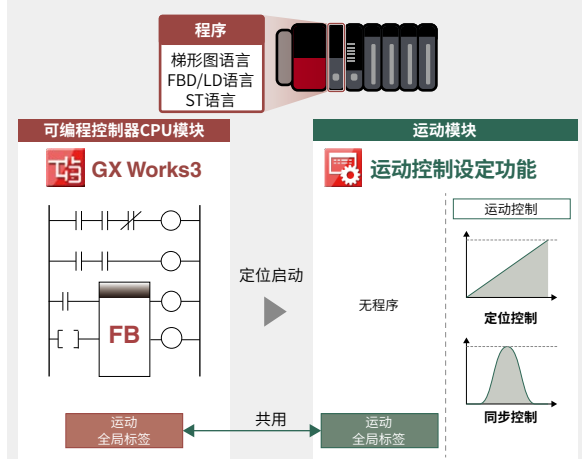 程序
梯形图语言
FBD/LD语言
ST语言
可编程控制器CPU模块
GX Works3
FB
运动
全局标签
定位启动
共用
运动模块
运动控制设定功能
无程序
运动控制
定位控制
同步控制
运动
全局标签